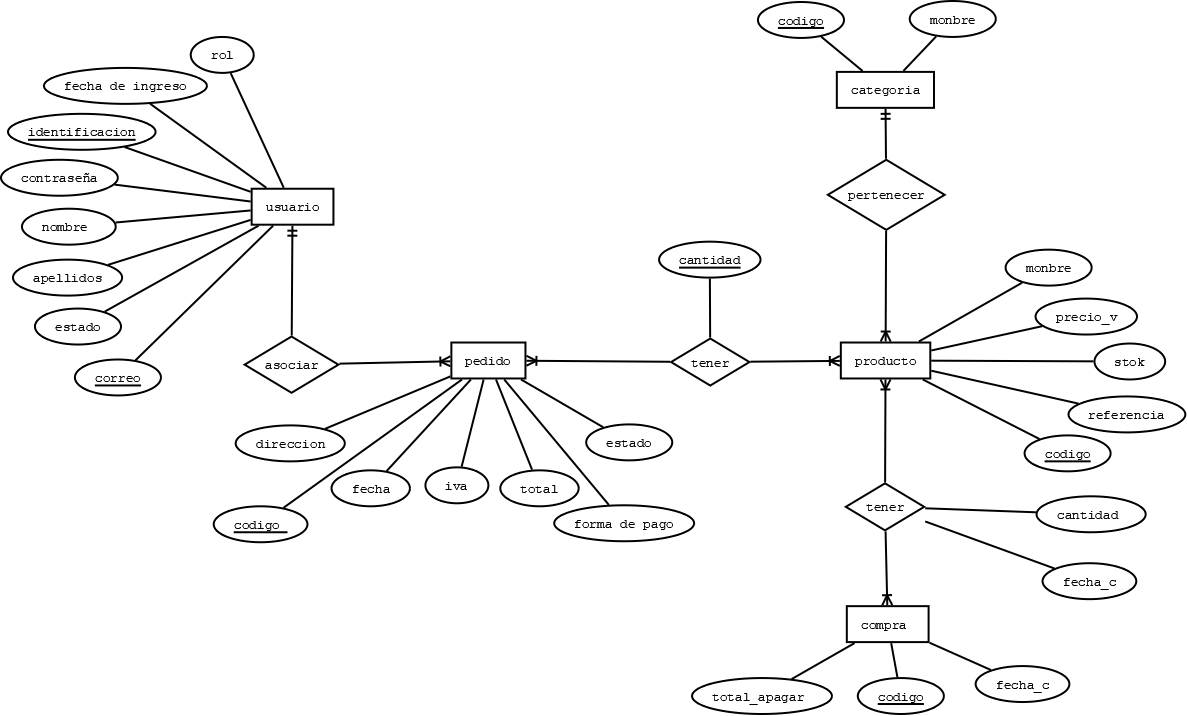 codigo
monbre
rol
fecha de ingreso
categoria
identificacion
contraseña
pertenecer
usuario
nombre
cantidad
monbre
apellidos
precio_v
estado
asociar
pedido
tener
producto
stok
correo
referencia
direccion
estado
codigo
fecha
iva
total
codigo
forma de pago
tener
cantidad
fecha_c
compra
total_apagar
codigo
fecha_c